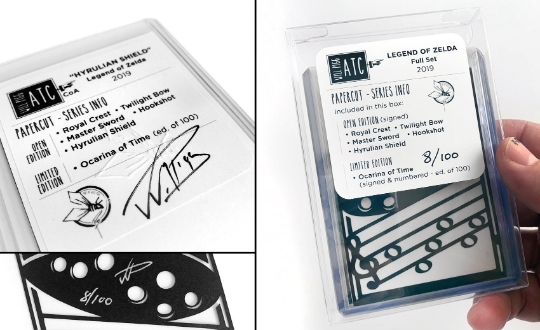 ATC
"HYRULIAN SHIELD"
Legend of Zelda
2019
CoA
PAPERCUT - SERIES INFO
OPEN EDITION
• Royal Crest • Twilight Bow
• Master Sword • Hookshot
• Hyrulian Shield
LIMITED EDITION
• Ocarina of Time (ed. of 100)
8/100
ATC
LEGEND OF ZELDA
Full Set
2019
PAPERCUT - SERIES INFO
included in this box:
OPEN EDITION (signed)
• Royal Crest • Twilight Bow
• Master Sword • Hookshot
• Hyrulian Shield
LIMITED EDITION 8/100
• Ocarina of Time
(signed & numbered - ed. of 100)